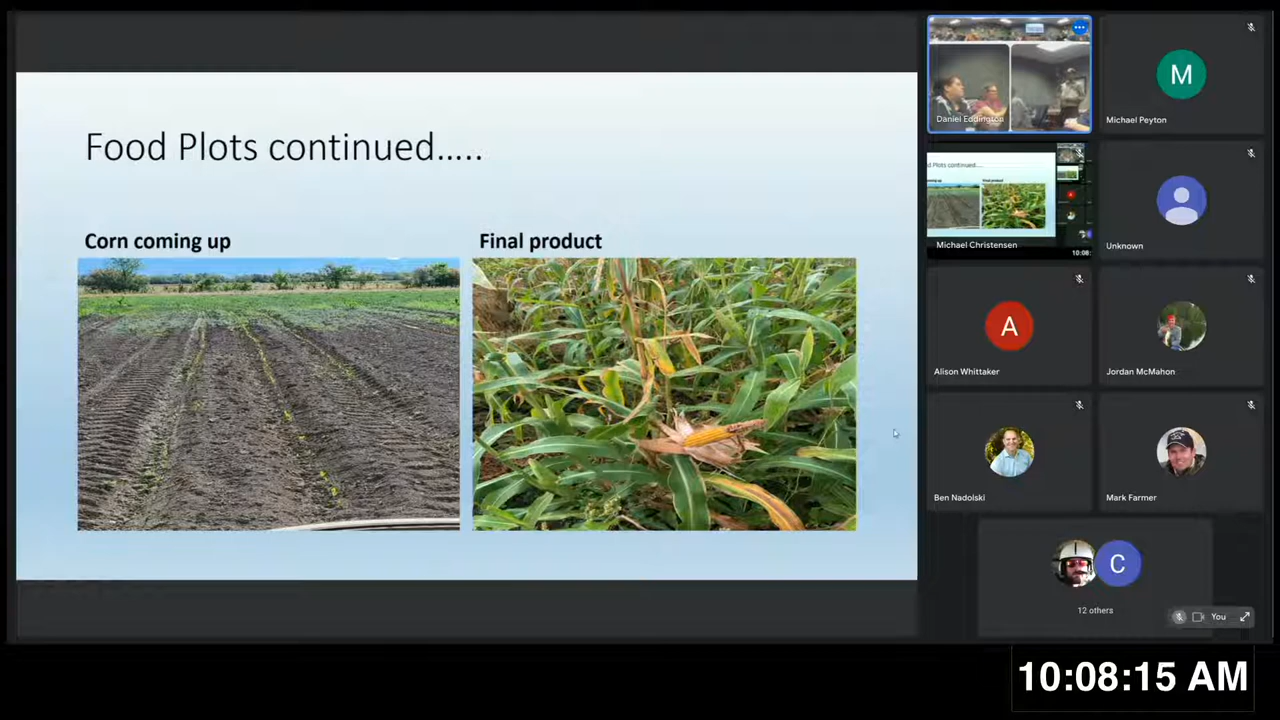 Food Plots continued…..
Corn coming up
Final product
Daniel Eddington
M
Michael Peyton
Michael Christensen
Unknown
A
Alison Whittaker
Jordan McMahon
Ben Nadolski
Mark Farmer
C
12 others
You
10:08:15 AM